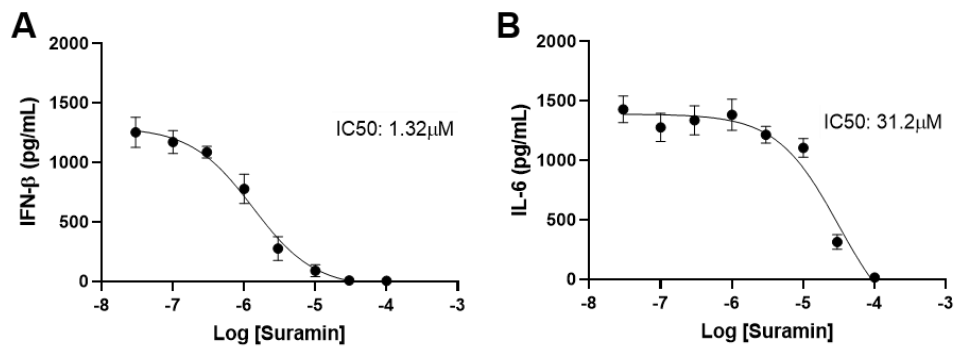 A
IFN-β (pg/mL)
2000
1500
1000
500
0
IC50: 1.32μM
-8 -7 -6 -5 -4 -3
Log [Suramin]
B
IL-6 (pg/mL)
2000
1500
1000
500
0
IC50: 31.2μM
-8 -7 -6 -5 -4 -3
Log [Suramin]